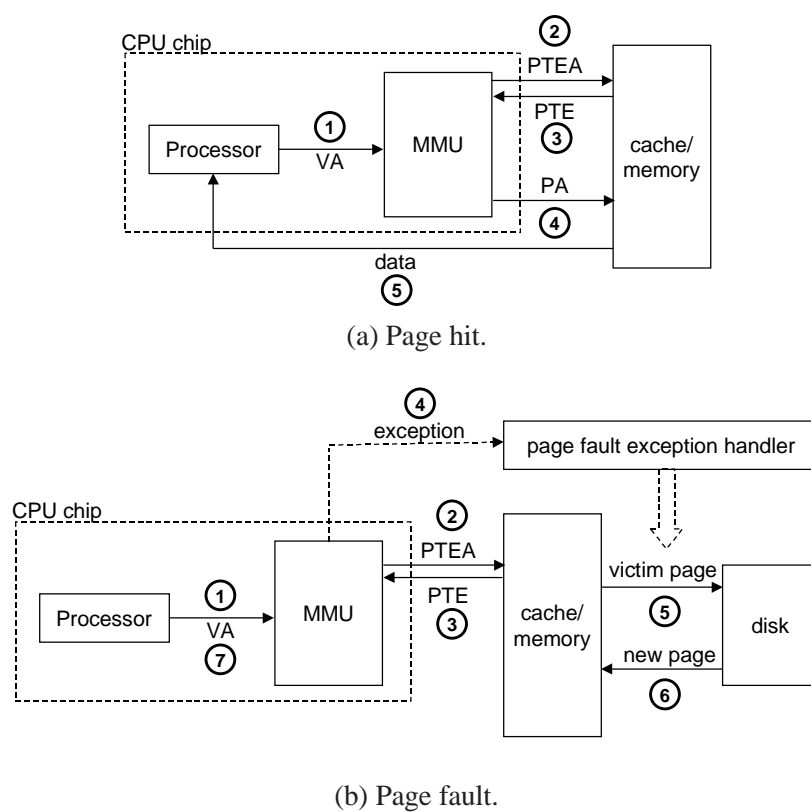 CPU chip
2
PTEA
PTE
3
1
VA
Processor
MMU
cache/
memory
PA
4
data
5
(a) Page hit.
4
exception
page fault exception handler
CPU chip
2
PTEA
PTE
3
1
VA
7
Processor
MMU
cache/
memory
victim page
5
new page
6
disk
(b) Page fault.